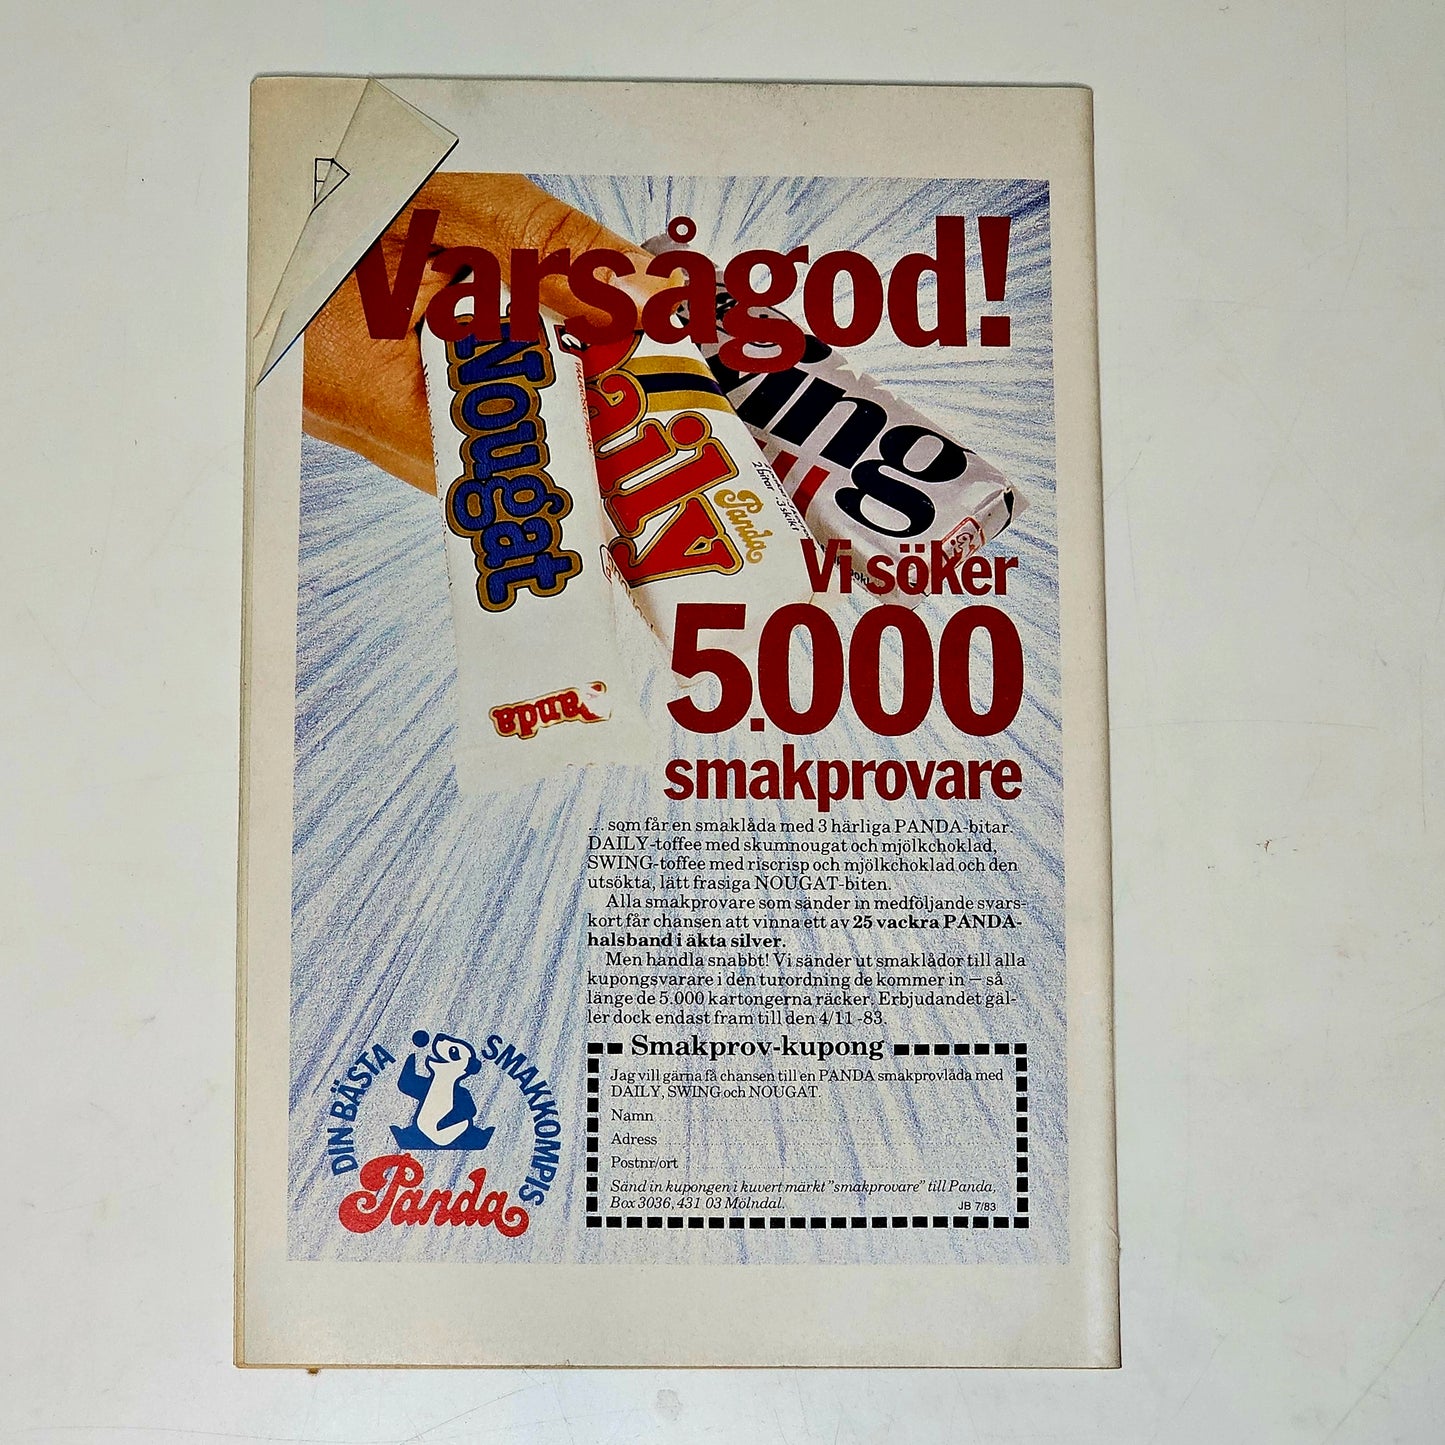 Varsågod!
Nougat
Panda
Daily
Panda
2 bitar
Vi söker
5.000
smakprovare
... som får en smaklåda med 3 härliga PANDA-bitar.
DAILY-toffee med skumnougat och mjölkchoklad,
SWING-toffee med riscrisp och mjölkchoklad och den
utsökta, lätt frasiga NOUGAT-biten.
Alla smakprovare som sänder in medföljande svars-
kort får chansen att vinna ett av 25 vackra PANDA-
halsband i äkta silver.
Men handla snabbt! Vi sänder ut smaklådor till alla
kupongsvarare i den turordning de kommer in – så
länge de 5.000 kartongerna räcker. Erbjudandet gäl-
ler dock endast fram till den 4/11 -83.
Smakprov-kupong
Jag vill gärna få chansen till en PANDA smakprovlåda med
DAILY, SWING och NOUGAT.
Namn
Adress
Postnr/ort
Sänd in kupongen i kuvert märkt "smakprovare" till Panda,
Box 3036, 431 03 Mölndal.
JB 7/83
DIN BÄSTA SMAKKOMPIS
Panda